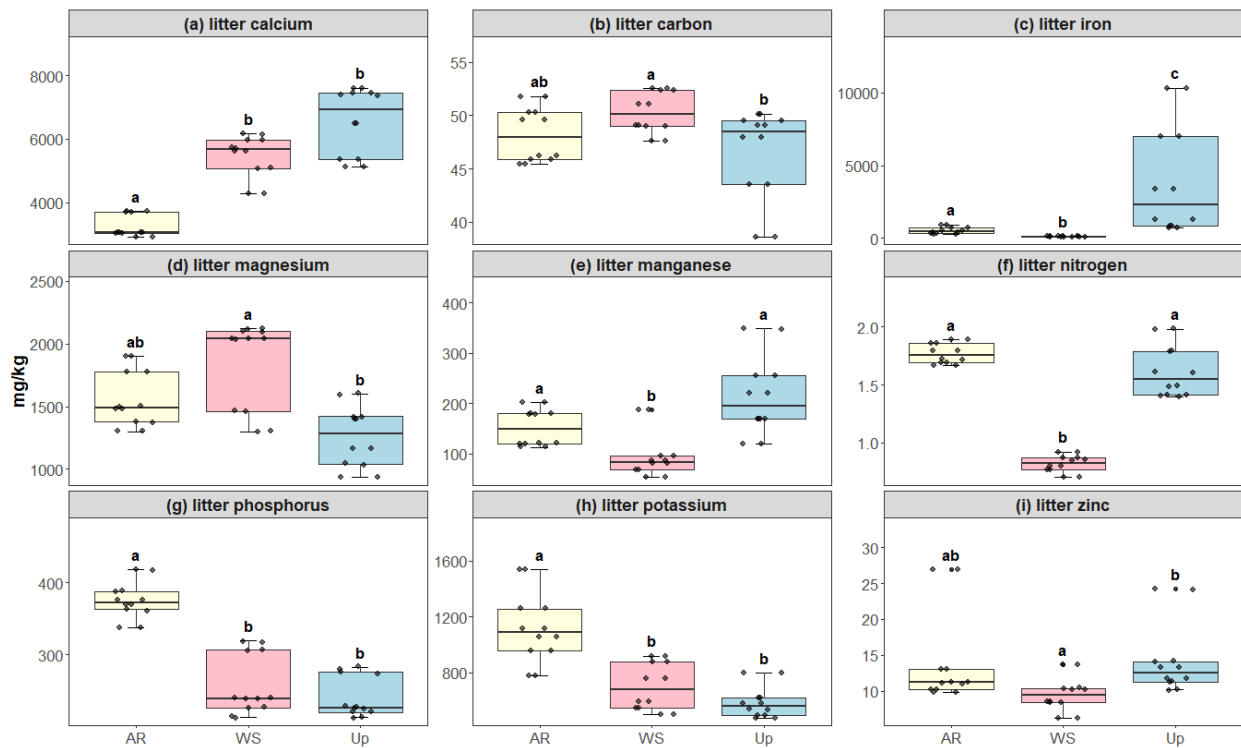 (a) litter calcium
(b) litter carbon
(c) litter iron
8000
6000
4000
a
b
b
55
50
45
40
ab
a
b
10000
5000
0
a
b
c
(d) litter magnesium
(e) litter manganese
(f) litter nitrogen
mg/kg
2500
2000
1500
1000
ab
a
b
400
300
200
100
a
b
a
2.0
1.5
1.0
a
b
a
(g) litter phosphorus
(h) litter potassium
(i) litter zinc
400
300
a
b
b
1600
1200
800
a
b
b
30
25
20
15
10
ab
a
b
AR WS Up
AR WS Up
AR WS Up